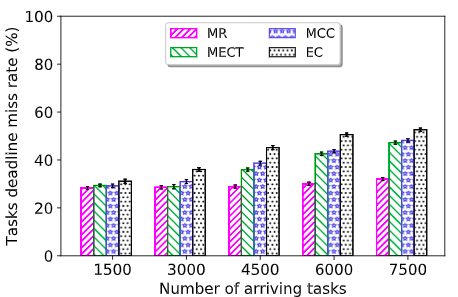 Tasks deadline miss rate (%)
100
80
60
40
20
0
MR
MECT
MCC
EC
1500 3000 4500 6000 7500
Number of arriving tasks